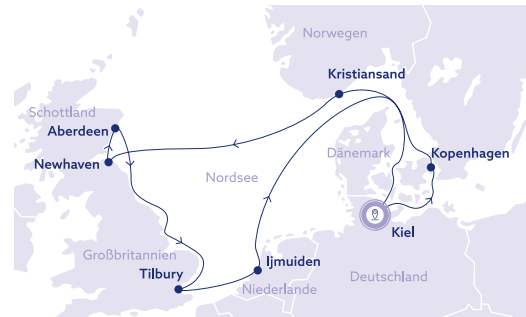 Norwegen
Kristiansand
Schottland
Aberdeen
Newhaven
Dänemark
Kopenhagen
Nordsee
Kiel
Großbritannien
Tilbury
Ijmuiden
Niederlande
Deutschland